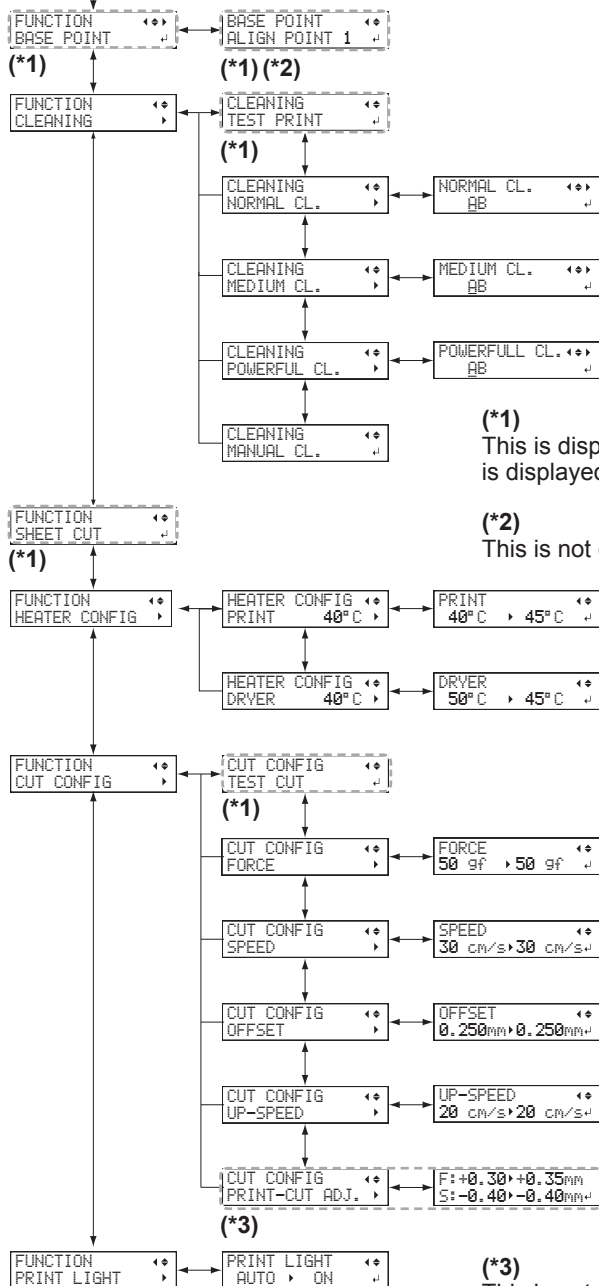 FUNCTION
BASE POINT
BASE POINT
ALIGN POINT 1
(*1)
(*1) (*2)
FUNCTION
CLEANING
CLEANING
TEST PRINT
(*1)
CLEANING
NORMAL CL.
NORMAL CL.
AB
CLEANING
MEDIUM CL.
MEDIUM CL.
AB
CLEANING
POWERFUL CL.
POWERFULL CL.
AB
CLEANING
MANUAL CL.
(*1)
This is disp
is displayed
(*2)
This is not
FUNCTION
SHEET CUT
(*1)
FUNCTION
HEATER CONFIG
HEATER CONFIG
PRINT 40°C
PRINT
40°C 45°C
HEATER CONFIG
DRYER 40°C
DRYER
50°C 45°C
FUNCTION
CUT CONFIG
CUT CONFIG
TEST CUT
(*1)
CUT CONFIG
FORCE
FORCE
50 gf 50 gf
CUT CONFIG
SPEED
SPEED
30 cm/s 30 cm/s
CUT CONFIG
OFFSET
OFFSET
0.250mm 0.250mm
CUT CONFIG
UP-SPEED
UP-SPEED
20 cm/s 20 cm/s
CUT CONFIG
PRINT-CUT ADJ.
F:+0.30 +0.35mm
S:-0.40 -0.40mm
(*3)
FUNCTION
PRINT LIGHT
PRINT LIGHT
AUTO ON
(*3)